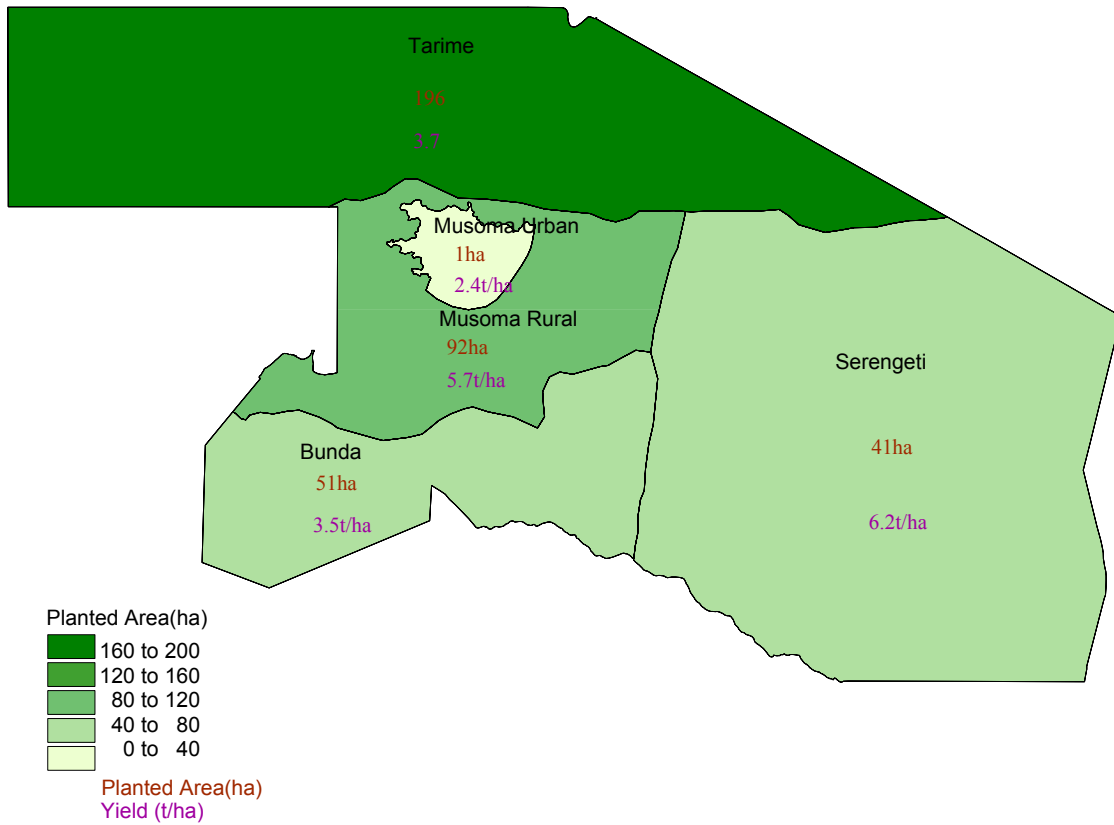 Tarime
196
3.7
Musoma Urban
1ha
2.4t/ha
Musoma Rural
92ha
5.7t/ha
Serengeti
41ha
6.2t/ha
Bunda
51ha
3.5t/ha
Planted Area(ha)
160 to 200
120 to 160
80 to 120
40 to 80
0 to 40
Planted Area(ha)
Yield (t/ha)